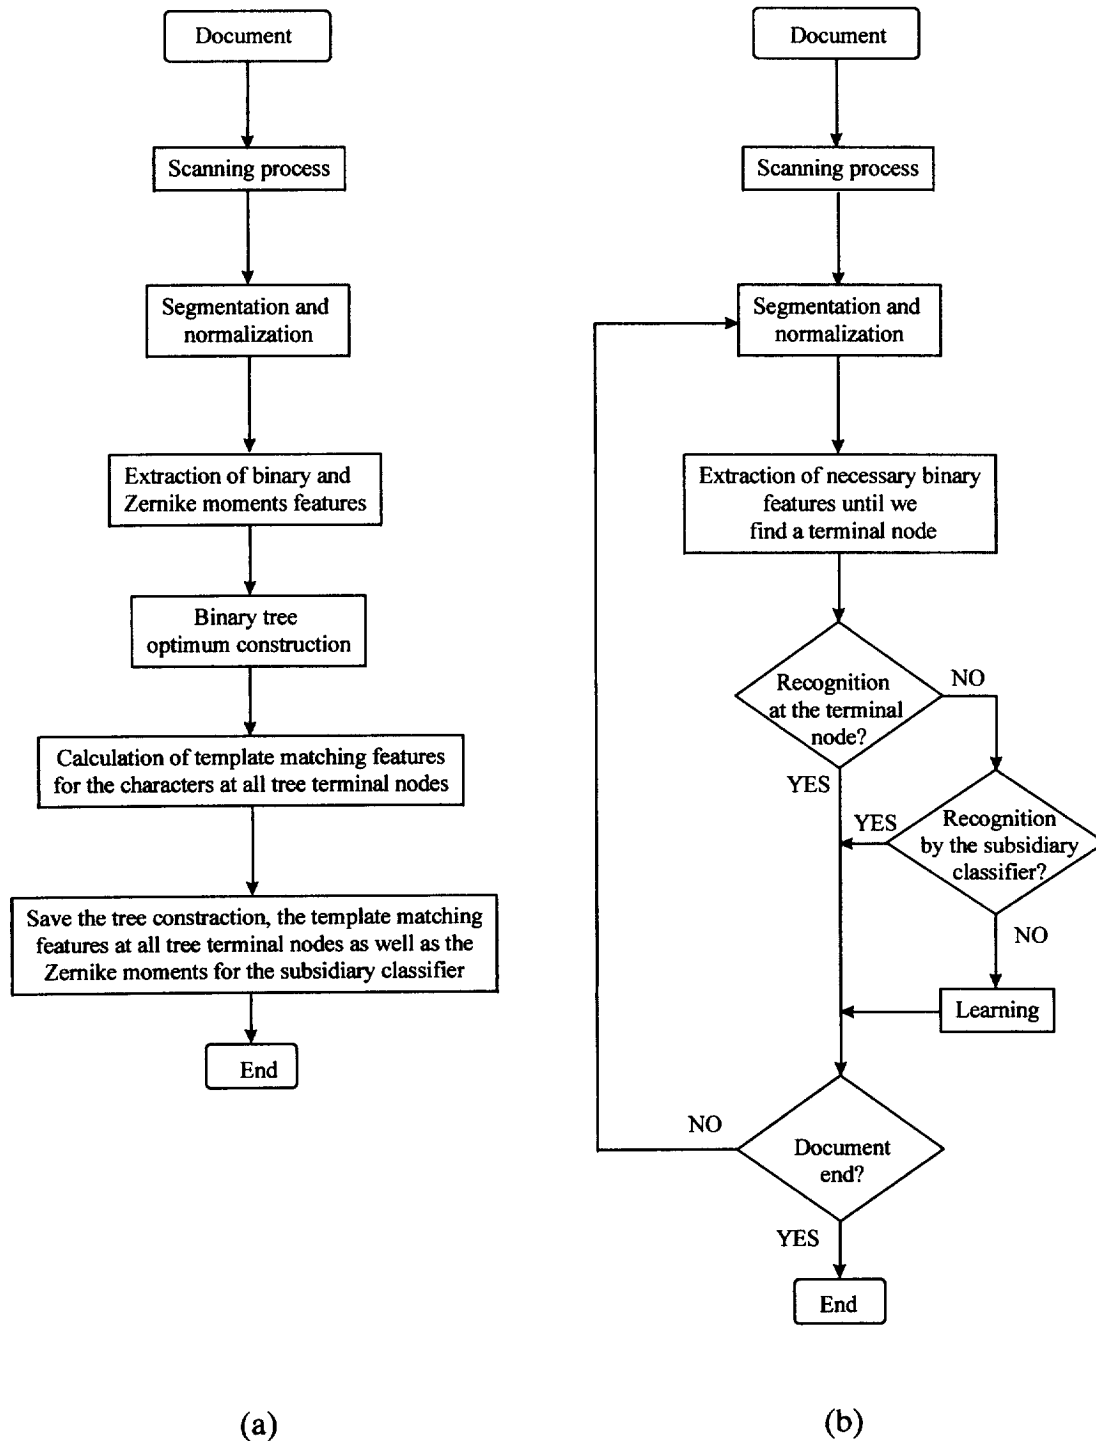 Document
Scanning process
Segmentation and
normalization
Extraction of binary and
Zernike moments features
Binary tree
optimum construction
Calculation of template matching features
for the characters at all tree terminal nodes
Save the tree constraction, the template matching
features at all tree terminal nodes as well as the
Zernike moments for the subsidiary classifier
End
(a)
Document
Scanning process
Segmentation and
normalization
Extraction of necessary binary
features until we
find a terminal node
Recognition
at the terminal
node?
NO
YES
YES
Recognition
by the subsidiary
classifier?
NO
Learning
NO
Document
end?
YES
End
(b)